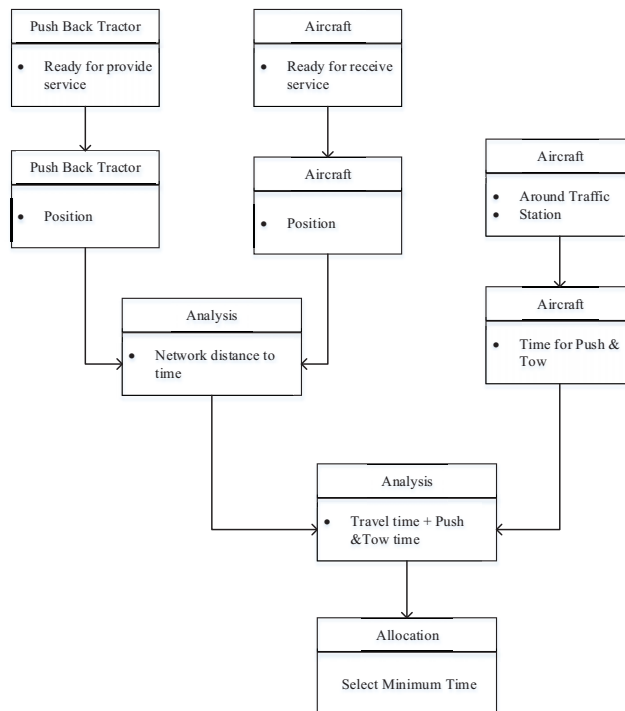 Push Back Tractor
• Ready for provide
service
Aircraft
• Ready for receive
service
Push Back Tractor
• Position
Aircraft
• Position
Aircraft
• Around Traffic
• Station
Analysis
• Network distance to
time
Aircraft
• Time for Push &
Tow
Analysis
• Travel time + Push
&Tow time
Allocation
Select Minimum Time